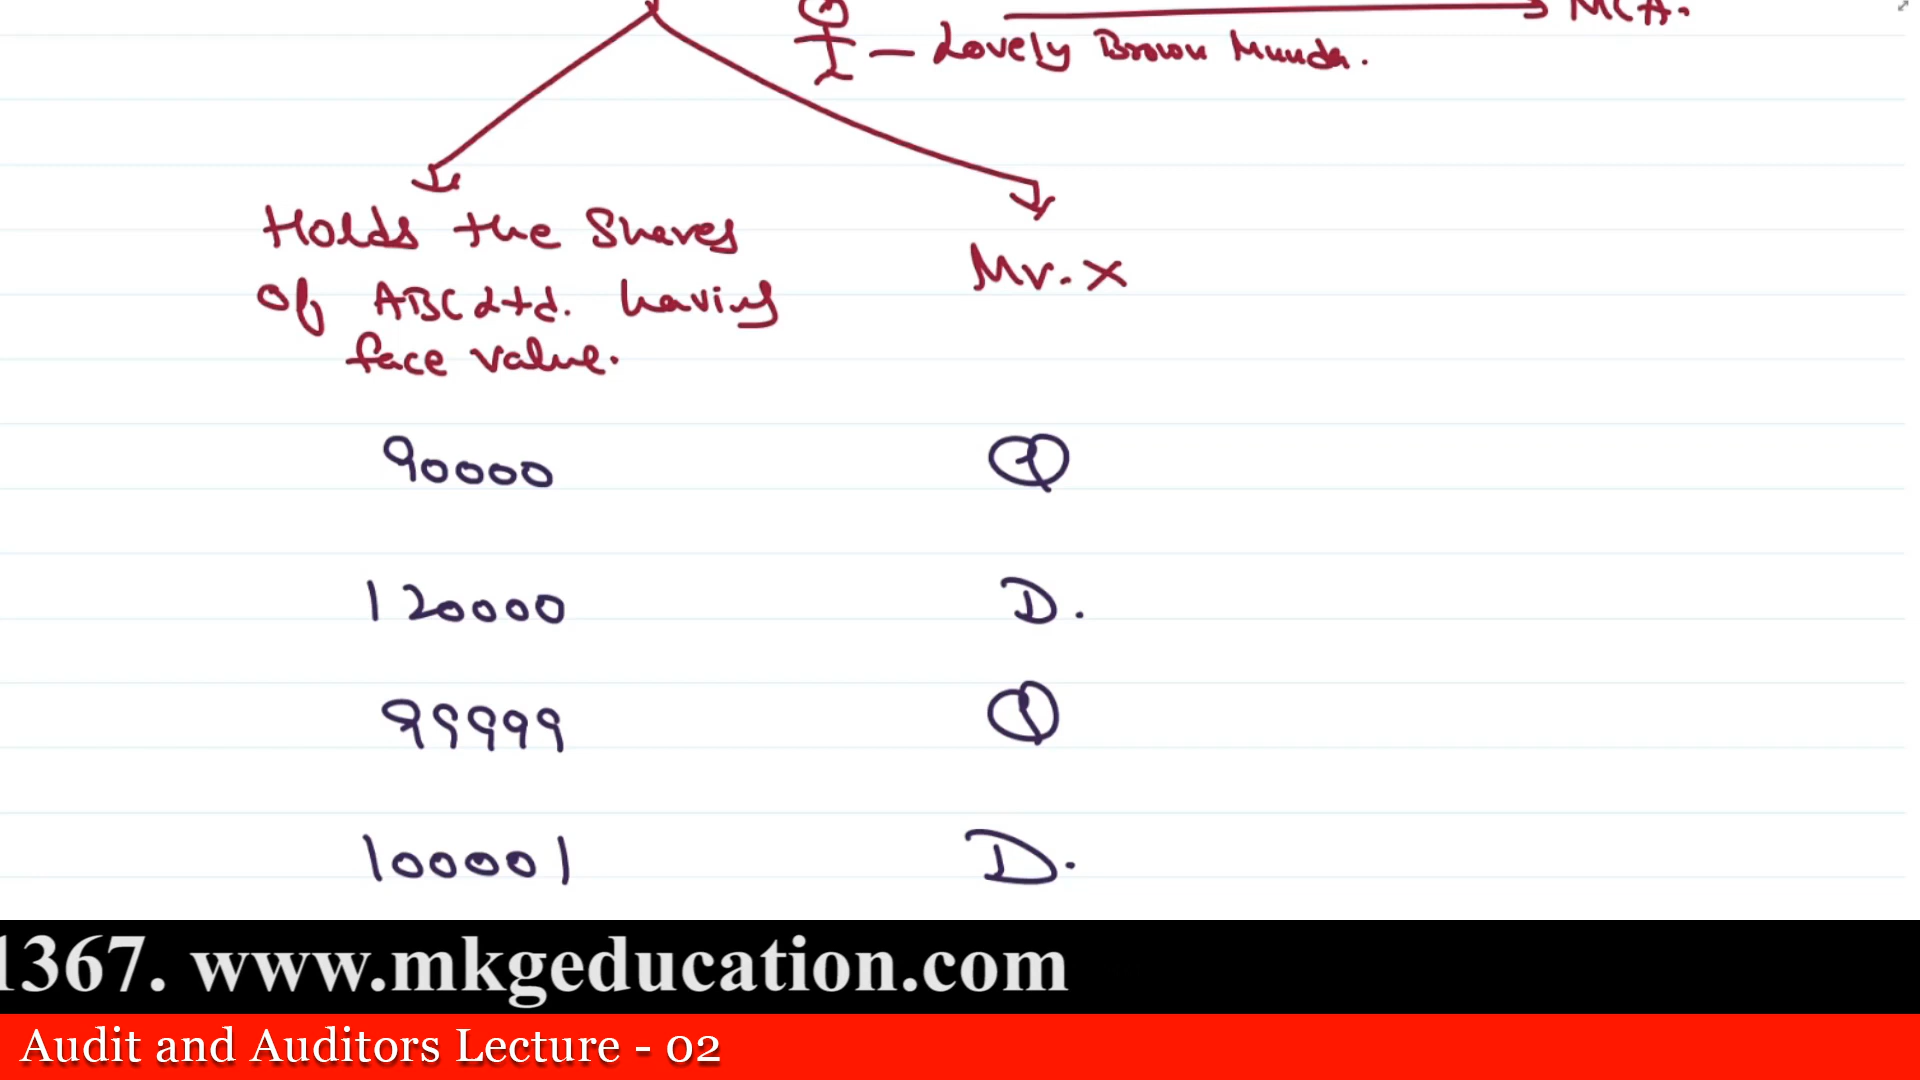 MCA.
— Lovely Brown Munda.
Holds the Shares
of ABC Ltd. having
face value.
Mr. X
90000 Q
120000 D.
99999 Q
100001 D.
1367. www.mkgeducation.com
Audit and Auditors Lecture - 02